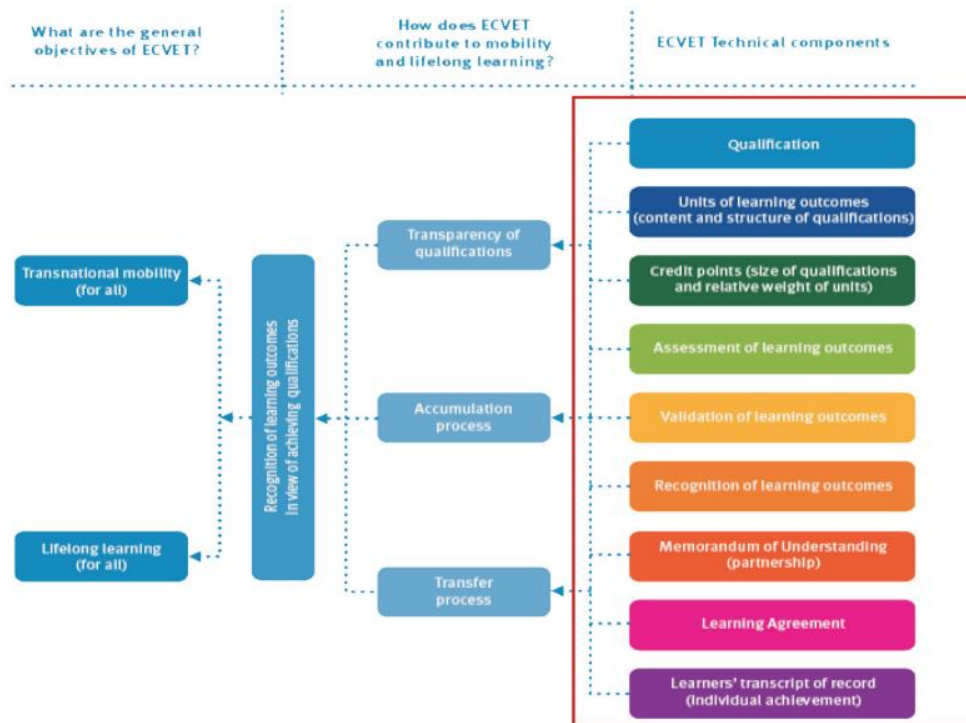 What are the general
objectives of ECVET?
How does ECVET
contribute to mobility
and lifelong learning?
ECVET Technical components
Transnational mobility
(for all)
Lifelong learning
(for all)
Recognition of learning outcomes
in view of achieving qualifications
Transparency of
qualifications
Accumulation
process
Transfer
process
Qualification
Units of learning outcomes
(content and structure of qualifications)
Credit points (size of qualifications
and relative weight of units)
Assessment of learning outcomes
Validation of learning outcomes
Recognition of learning outcomes
Memorandum of Understanding
(partnership)
Learning Agreement
Learners' transcript of record
(Individual achievement)